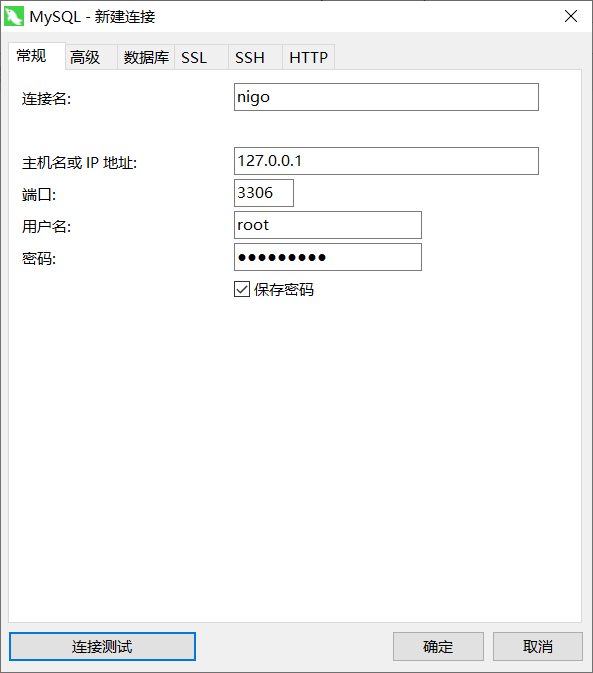 MySQL - 新建连接
常规 高级 数据库 SSL SSH HTTP
连接名: nigo
主机名或 IP 地址: 127.0.0.1
端口: 3306
用户名: root
密码: ●●●●●●●●●
保存密码
连接测试 确定 取消